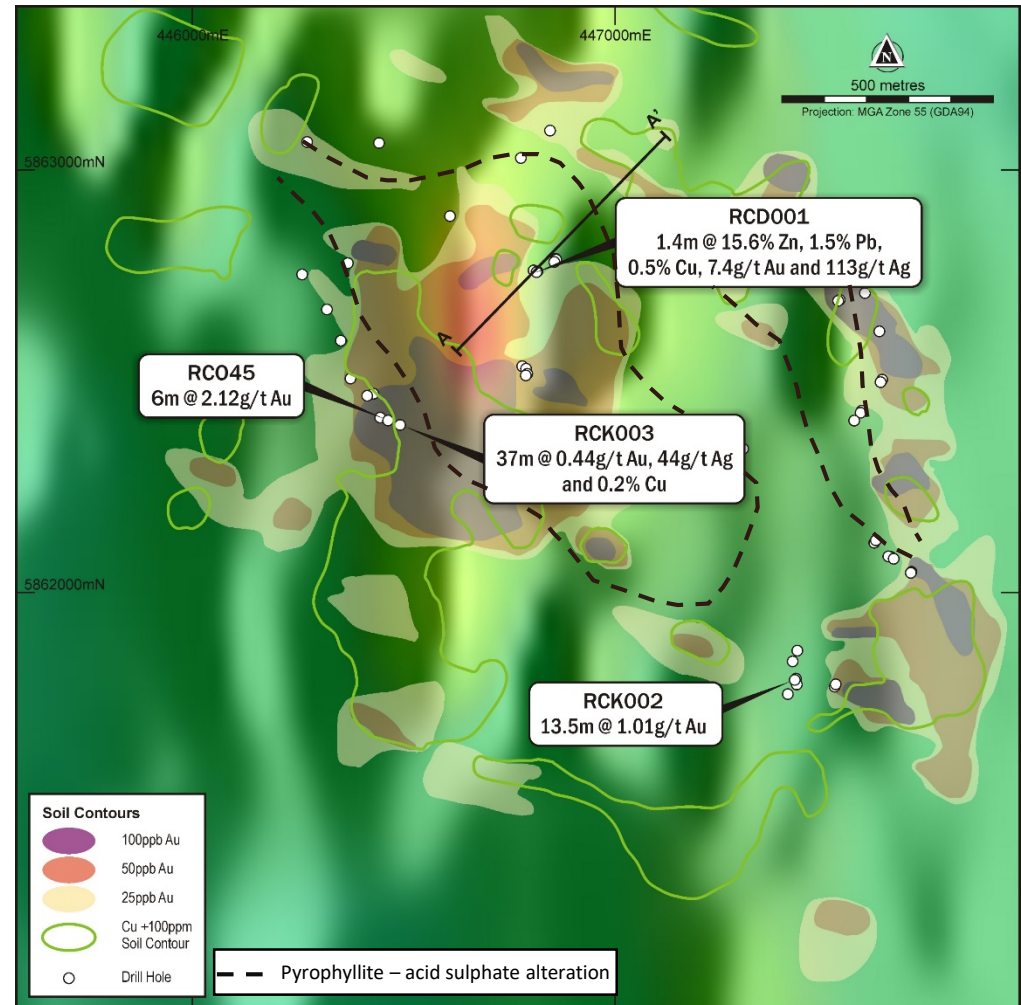 446000mE
447000mE
N
500 metres
Projection: MGA Zone 55 (GDA94)
A'
5863000mN
RCD001
1.4m @ 15.6% Zn, 1.5% Pb,
0.5% Cu, 7.4g/t Au and 113g/t Ag
A
RC045
6m @ 2.12g/t Au
RCK003
37m @ 0.44g/t Au, 44g/t Ag
and 0.2% Cu
5862000mN
RCK002
13.5m @ 1.01g/t Au
Soil Contours
100ppb Au
50ppb Au
25ppb Au
Cu +100ppm
Soil Contour
Drill Hole
Pyrophyllite – acid sulphate alteration